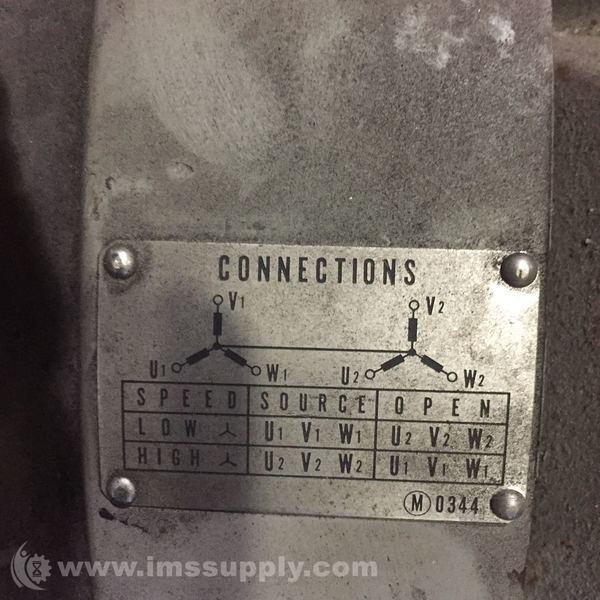 CONNECTIONS
V1 V2
U1 W1 U2 W2
SPEED SOURCE OPEN
LOW U1 V1 W1 U2 V2 W2
HIGH U2 V2 W2 U1 V1 W1
M 0344
www.imssupply.com